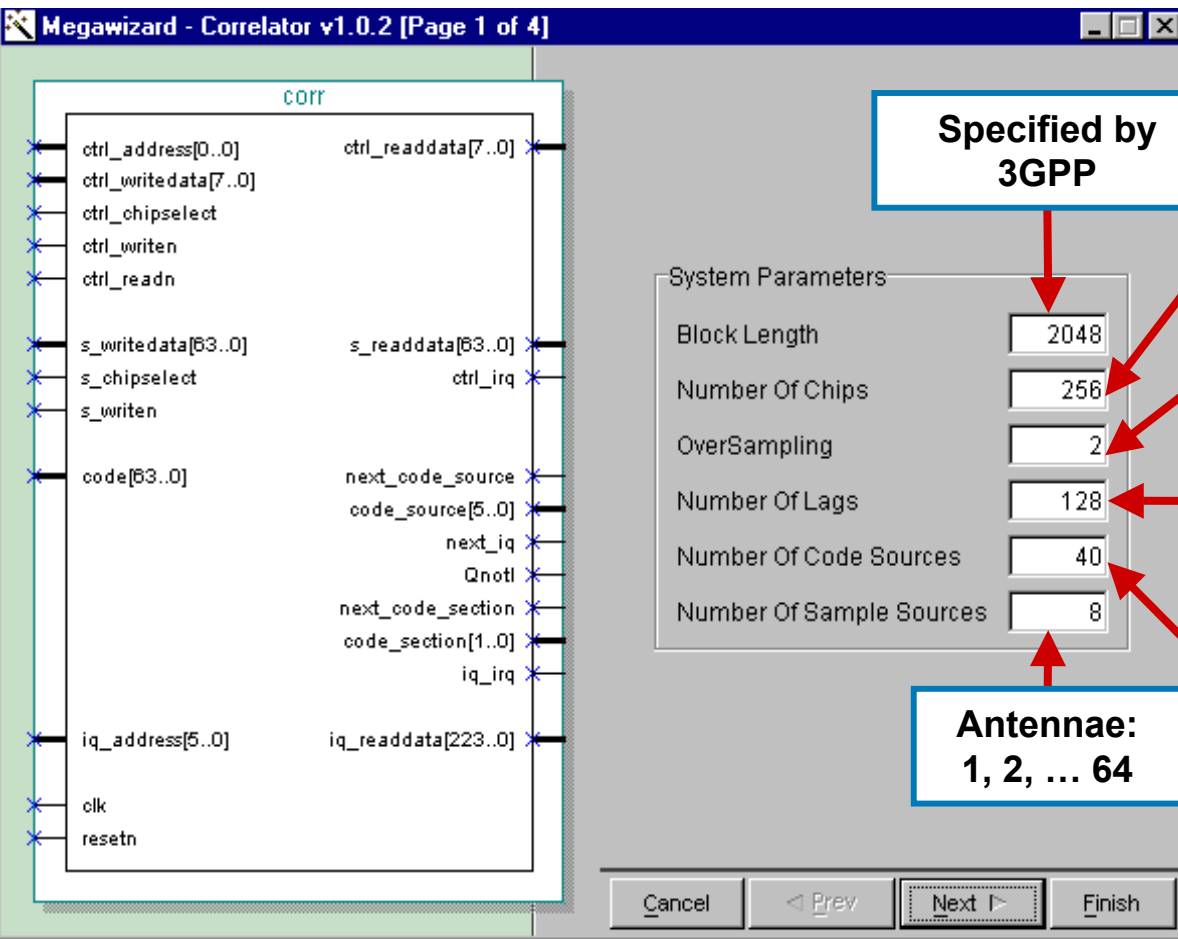 Megawizard - Correlator v1.0.2 [Page 1 of 4]
corr
ctrl_address[0..0]
ctrl_readdata[7..0]
ctrl_writedata[7..0]
ctrl_chipselect
ctrl_writen
ctrl_readn
s_writedata[63..0]
s_readdata[63..0]
s_chipselect
ctrl_irq
s_writen
code[63..0]
next_code_source
code_source[5..0]
next_iq
QnotI
next_code_section
code_section[1..0]
iq_irq
iq_address[5..0]
iq_readdata[223..0]
clk
resetn
Specified by
3GPP
System Parameters
Block Length 2048
Number Of Chips 256
OverSampling 2
Number Of Lags 128
Number Of Code Sources 40
Number Of Sample Sources 8
Antennae:
1, 2, … 64
Cancel
Prev
Next
Finish